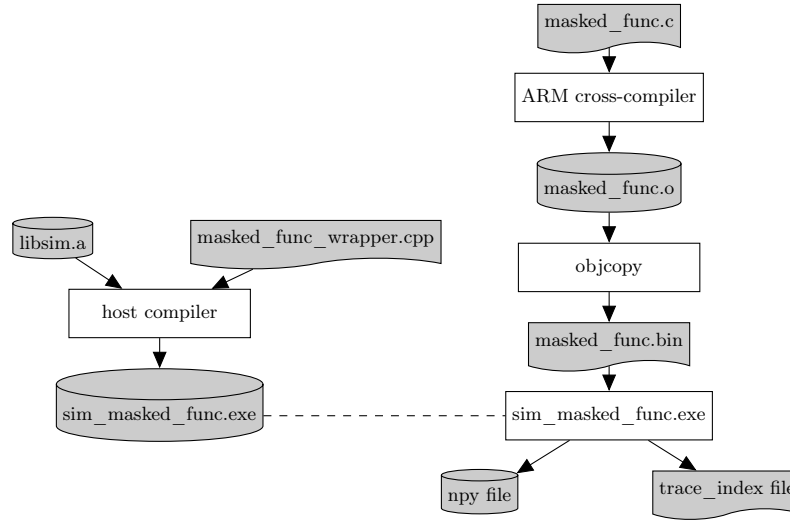 masked_func.c
ARM cross-compiler
masked_func.o
libsim.a
masked_func_wrapper.cpp
objcopy
host compiler
masked_func.bin
sim_masked_func.exe
sim_masked_func.exe
npy file
trace_index file